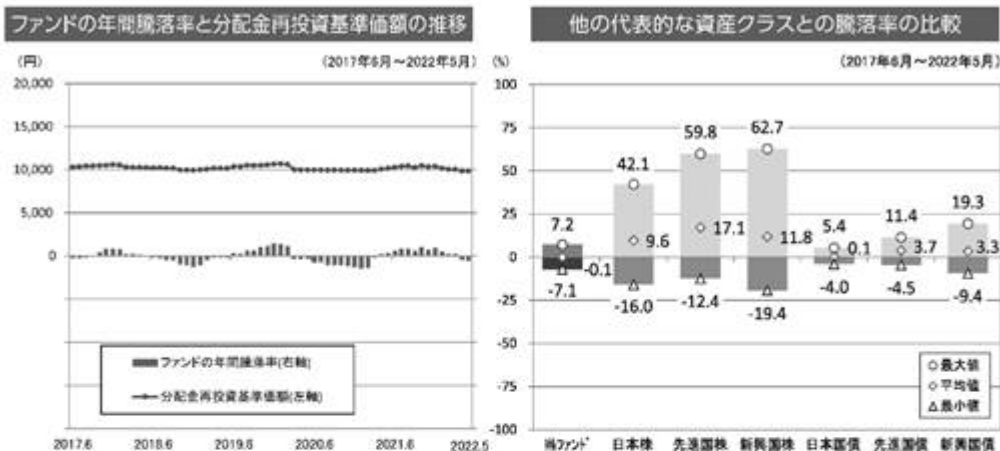 ファンドの年間騰落率と分配金再投資基準価額の推移
(円)
(2017年6月～2022年5月)
20,000
15,000
10,000
5,000
0
ファンドの年間騰落率(右軸)
分配金再投資基準価額(左軸)
2017.6 2018.6 2019.6 2020.6 2021.6 2022.5
他の代表的な資産クラスとの騰落率の比較
(%)
(2017年6月～2022年5月)
100
75
50
25
0
-25
-50
-75
-100
7.2 42.1 59.8 62.7 5.4 11.4 19.3
-0.1 9.6 17.1 11.8 0.1 3.7 3.3
-7.1 -16.0 -12.4 -19.4 -4.0 -4.5 -9.4
最大値
平均値
最小値
当ファンド 日本株 先進国株 新興国株 日本国債 先進国債 新興国債